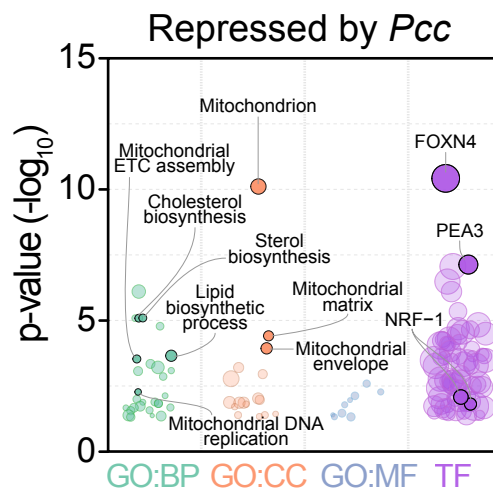 Repressed by Pcc
p-value (-log10)
15
10
5
0
Mitochondrion
Mitochondrial
ETC assembly
Cholesterol
biosynthesis
Sterol
biosynthesis
Lipid
biosynthetic
process
Mitochondrial
matrix
Mitochondrial
envelope
Mitochondrial DNA
replication
FOXN4
PEA3
NRF-1
GO:BP GO:CC GO:MF TF